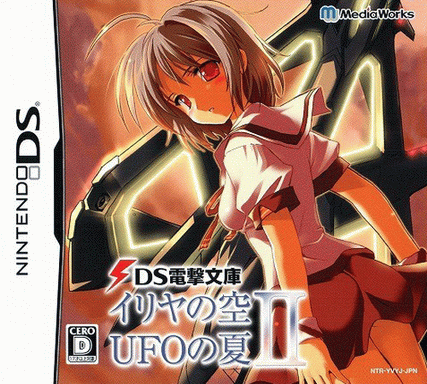 MediaWorks
NINTENDO DS
DS電撃文庫
イリヤの空
UFOの夏
II
CERO
D
NTR-YVYJ-JPN